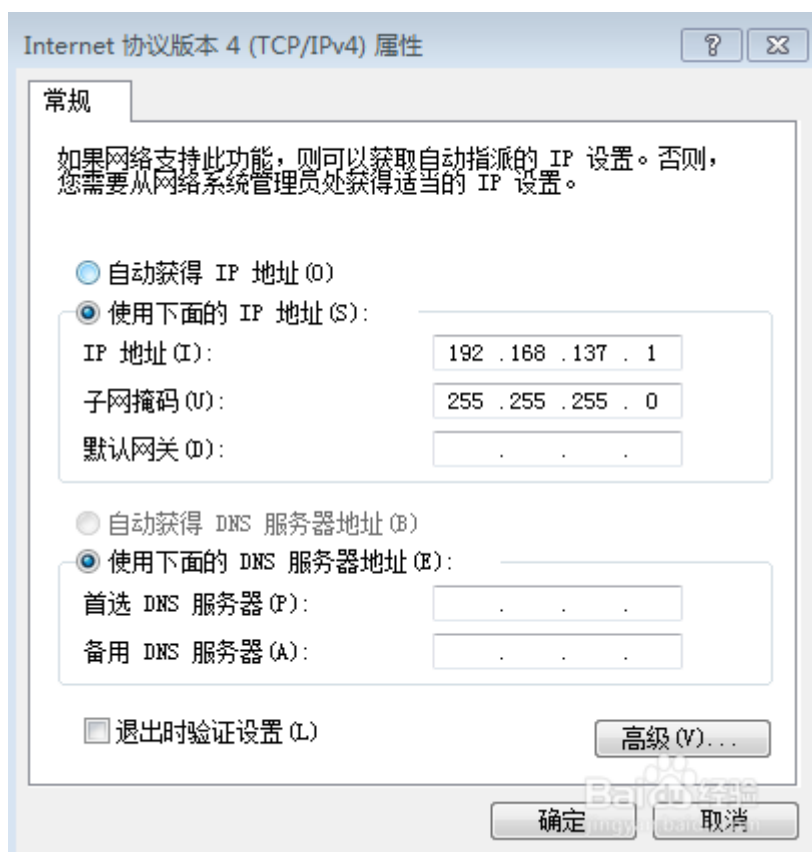 Internet 协议版本 4 (TCP/IPv4) 属性
常规
如果网络支持此功能，则可以获取自动指派的 IP 设置。否则，
您需要从网络系统管理员处获得适当的 IP 设置。
自动获得 IP 地址(O)
使用下面的 IP 地址(S):
IP 地址(I): 192 .168 .137 . 1
子网掩码(U): 255 .255 .255 . 0
默认网关(D): . . .
自动获得 DNS 服务器地址(B)
使用下面的 DNS 服务器地址(E):
首选 DNS 服务器(P): . . .
备用 DNS 服务器(A): . . .
退出时验证设置(L)
高级(V)...
Baidu 经验
确定 取消